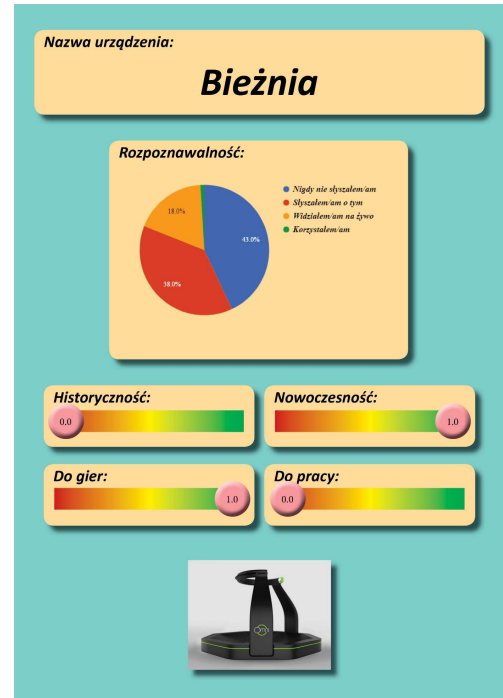 Nazwa urządzenia:
Bieżnia
Rozpoznawalność:
Nigdy nie słyszałem/am
Słyszałem/am o tym
Widziałem/am na żywo
Korzystałem/am
18.0%
43.0%
38.0%
Historyczność:
0.0
Nowoczesność:
1.0
Do gier:
1.0
Do pracy:
0.0